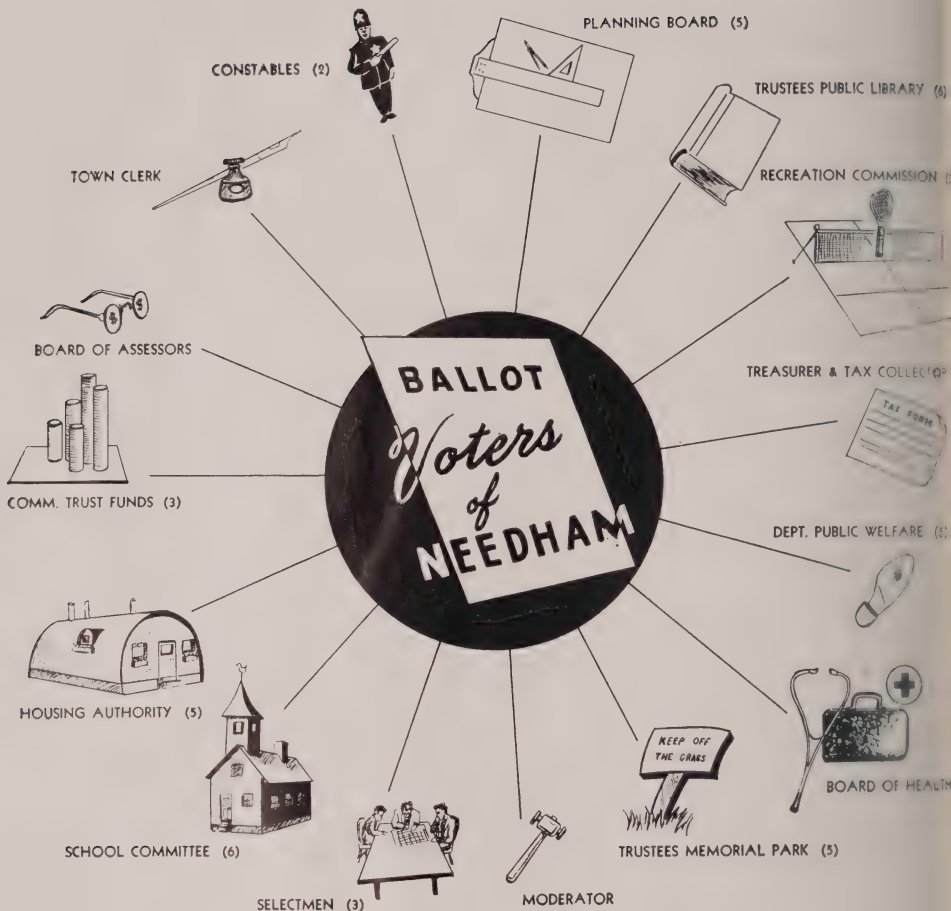 PLANNING BOARD (5)
CONSTABLES (2)
TRUSTEES PUBLIC LIBRARY (6)
TOWN CLERK
RECREATION COMMISSION
BOARD OF ASSESSORS
TREASURER & TAX COLLECTOR
TAX FORM
COMM. TRUST FUNDS (3)
BALLOT
Voters
of
NEEDHAM
DEPT. PUBLIC WELFARE (5)
HOUSING AUTHORITY (5)
KEEP OFF
THE GRASS
BOARD OF HEALTH
SCHOOL COMMITTEE (6)
TRUSTEES MEMORIAL PARK (5)
SELECTMEN (3)
MODERATOR